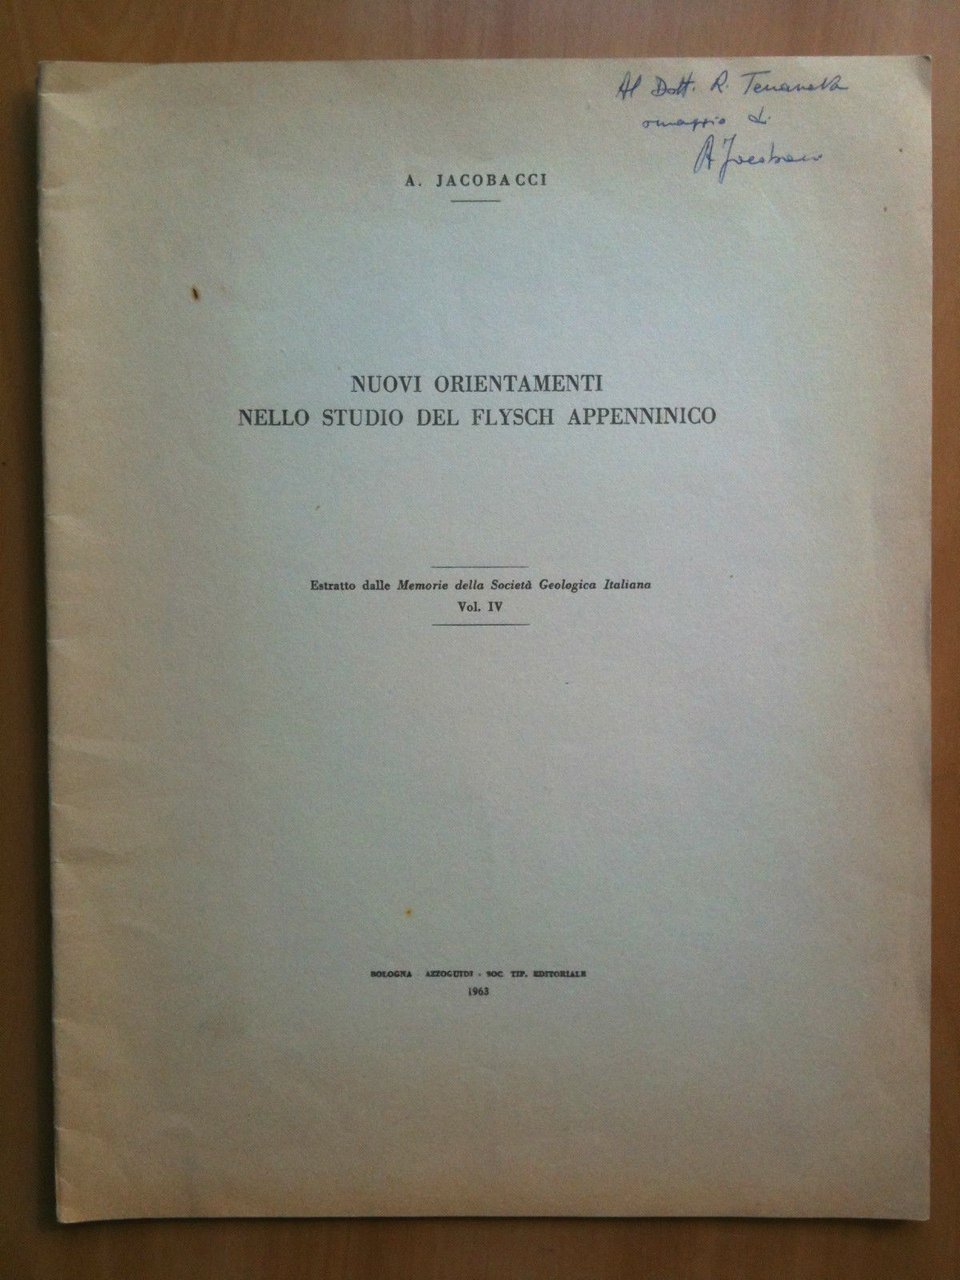 Al Dott. R.
omaggio di
A Jacobacci
A. JACOBACCI
NUOVI ORIENTAMENTI
NELLO STUDIO DEL FLYSCH APPENNINICO
Estratto dalle Memorie della Società Geologica Italiana
Vol. IV
BOLOGNA - AZZOGUIDI - SOC. TIP. EDITORIALE
1963